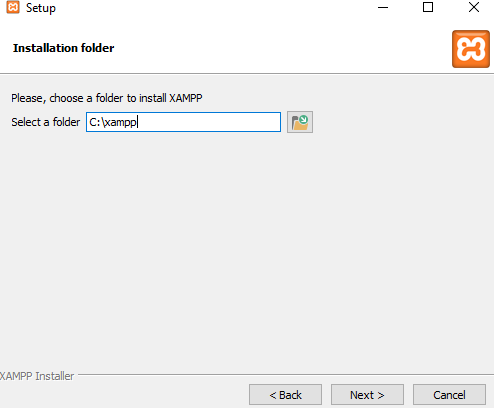 Setup
Installation folder
Please, choose a folder to install XAMPP
Select a folder C:\xampp
XAMPP Installer
< Back Next > Cancel